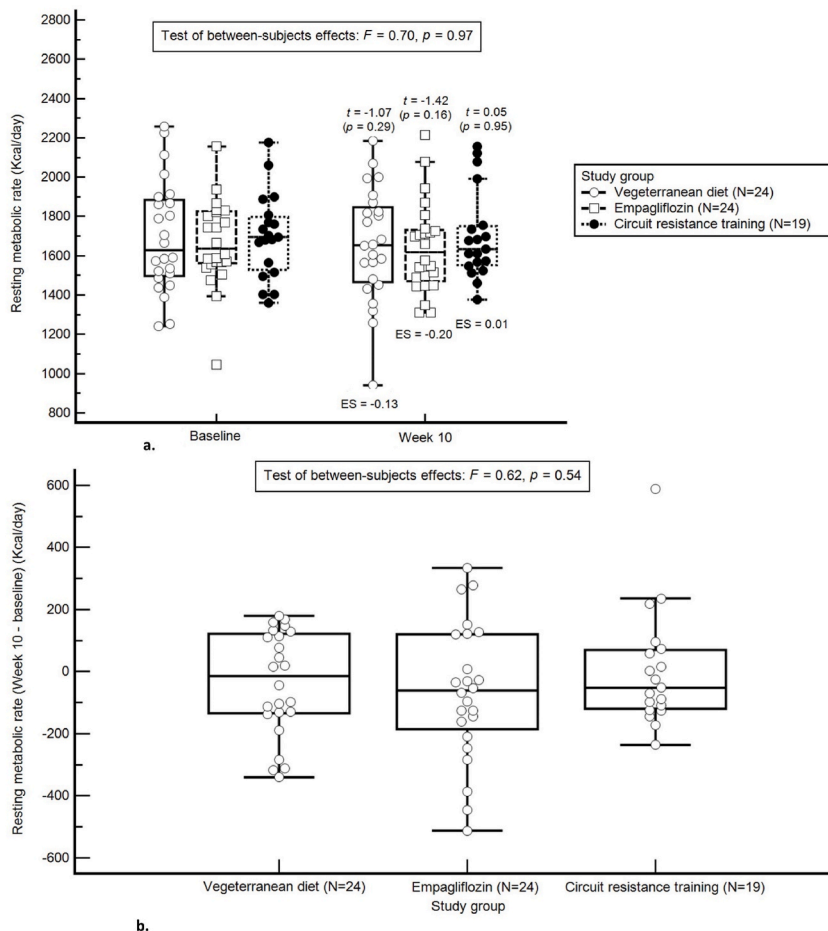 Test of between-subjects effects: F = 0.70, p = 0.97
2800
2600
2400
2200
2000
1800
1600
1400
1200
1000
800
Resting metabolic rate (Kcal/day)
t = -1.07
(p = 0.29)
t = -1.42
(p = 0.16)
t = 0.05
(p = 0.95)
ES = -0.13
ES = -0.20
ES = 0.01
Baseline
Week 10
Study group
Vegeterranean diet (N=24)
Empagliflozin (N=24)
Circuit resistance training (N=19)
a.
Test of between-subjects effects: F = 0.62, p = 0.54
600
400
200
0
-200
-400
-600
Resting metabolic rate (Week 10 - baseline) (Kcal/day)
Vegeterranean diet (N=24)
Empagliflozin (N=24)
Circuit resistance training (N=19)
Study group
b.